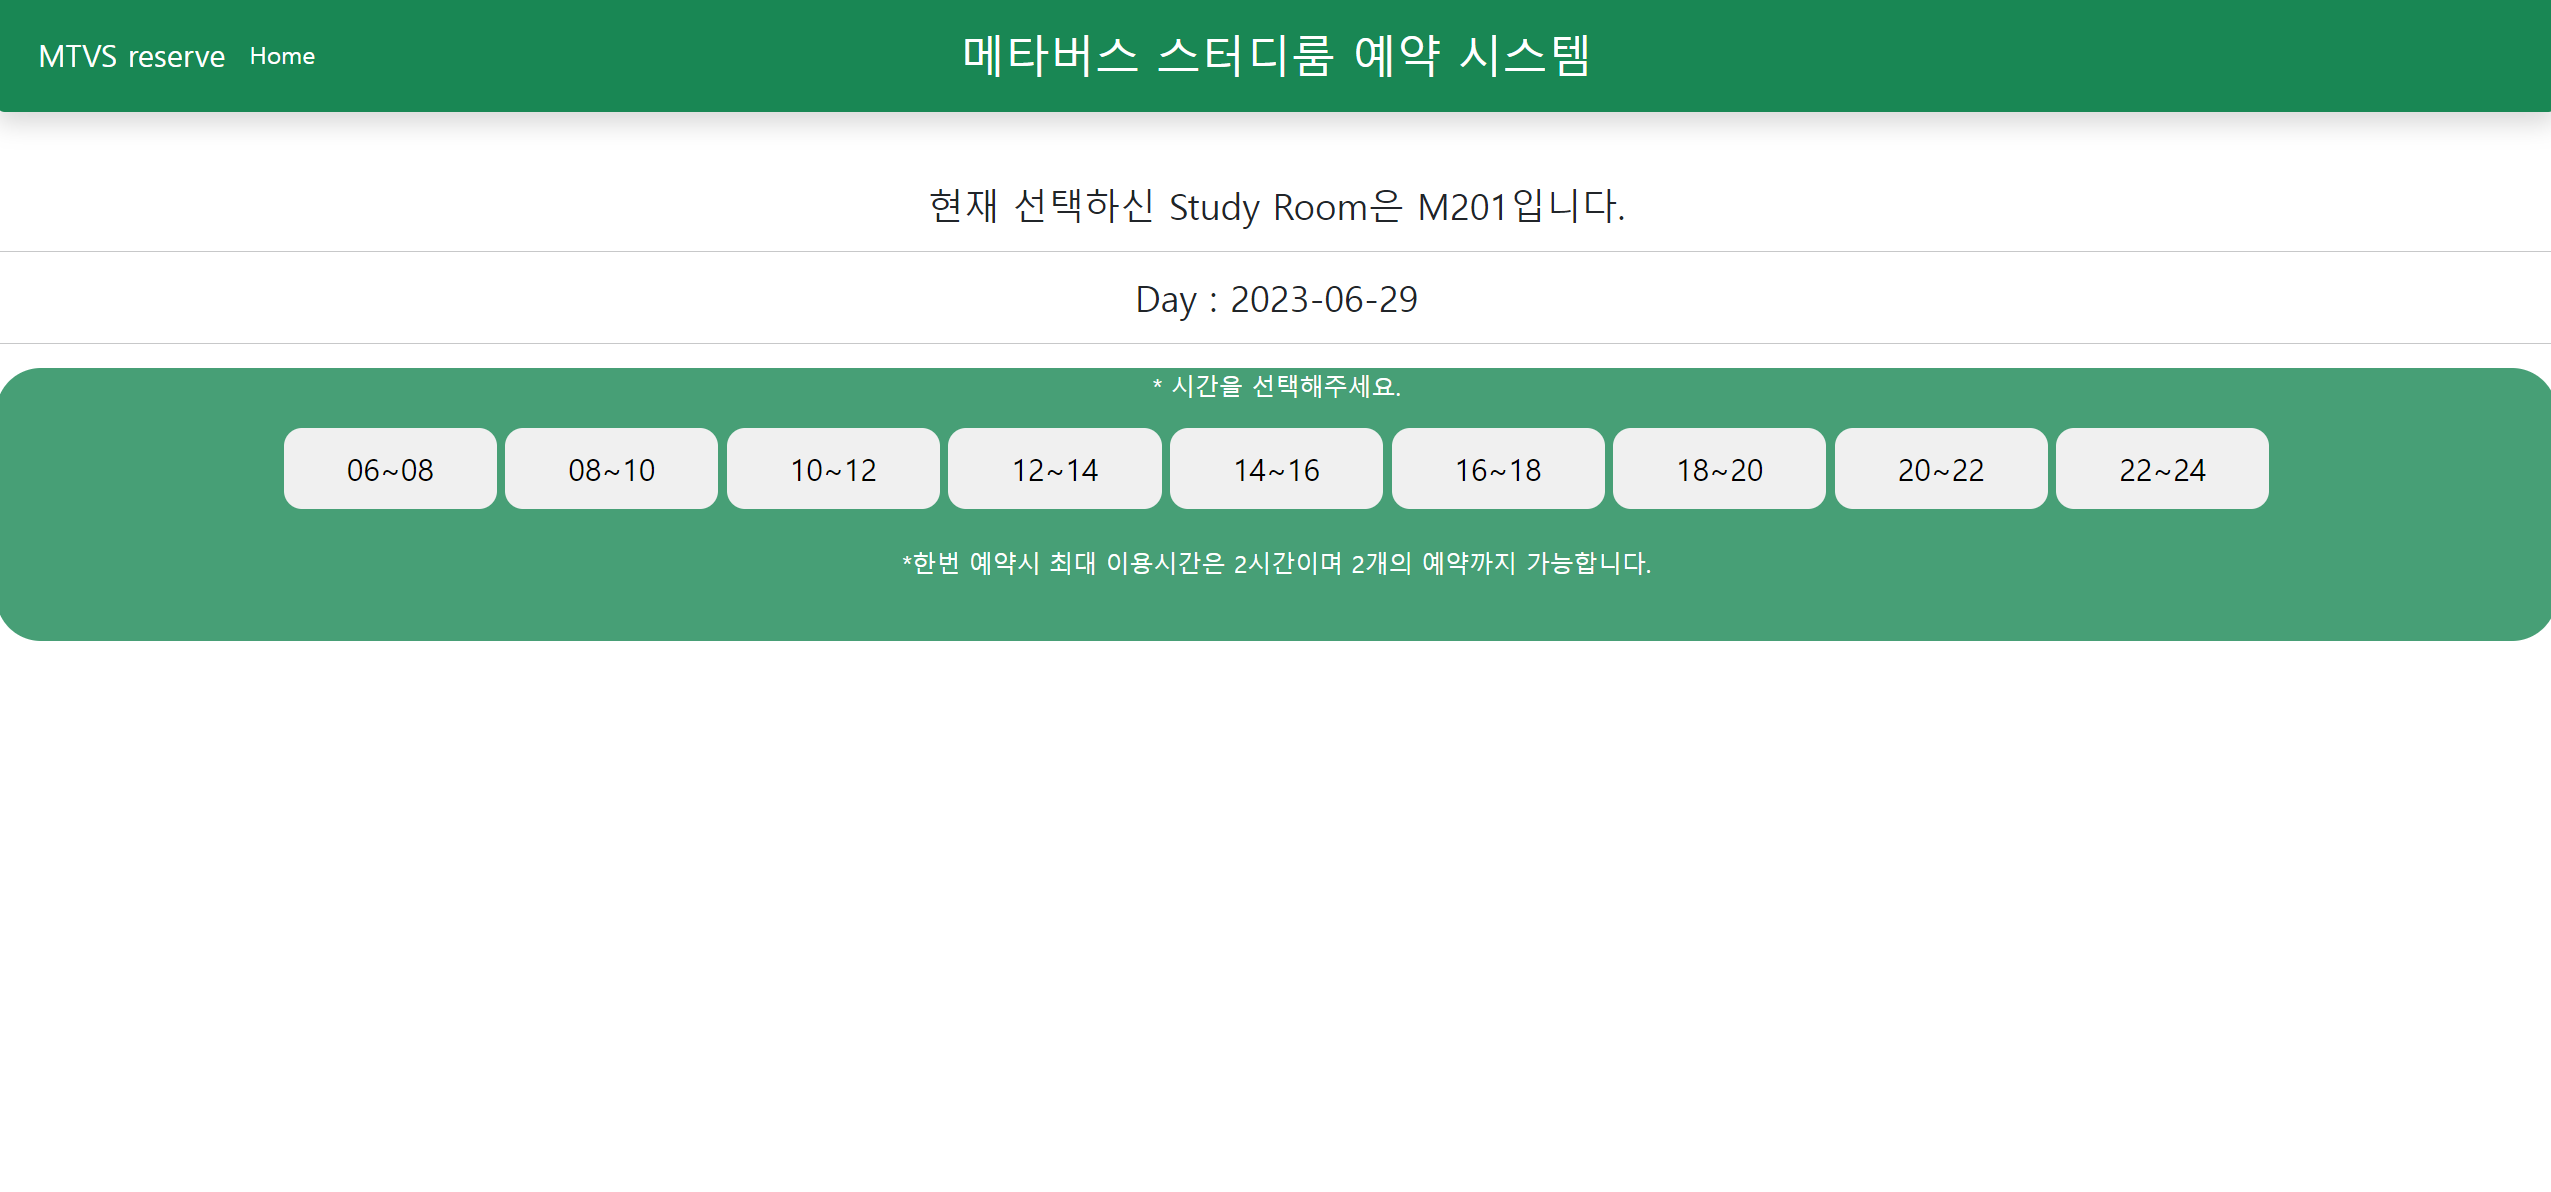 MTVS reserve Home 메타버스 스터디룸 예약 시스템
현재 선택하신 Study Room은 M201입니다.
Day : 2023-06-29
* 시간을 선택해주세요.
06~08 08~10 10~12 12~14 14~16 16~18 18~20 20~22 22~24
*한번 예약시 최대 이용시간은 2시간이며 2개의 예약까지 가능합니다.